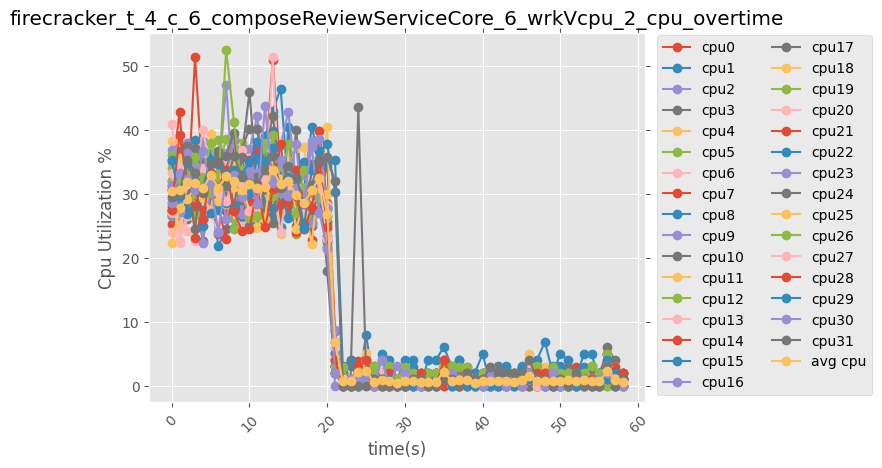 firecracker_t_4_c_6_composeReviewServiceCore_6_wrkVcpu_2_cpu_overtime
Cpu Utilization %
50
40
30
20
10
0
0
10
20
30
40
50
60
time(s)
cpu0
cpu1
cpu2
cpu3
cpu4
cpu5
cpu6
cpu7
cpu8
cpu9
cpu10
cpu11
cpu12
cpu13
cpu14
cpu15
cpu16
cpu17
cpu18
cpu19
cpu20
cpu21
cpu22
cpu23
cpu24
cpu25
cpu26
cpu27
cpu28
cpu29
cpu30
cpu31
avg cpu